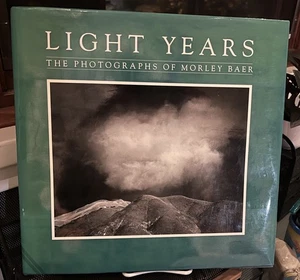 LIGHT YEARS
THE PHOTOGRAPHS OF MORLEY BAER